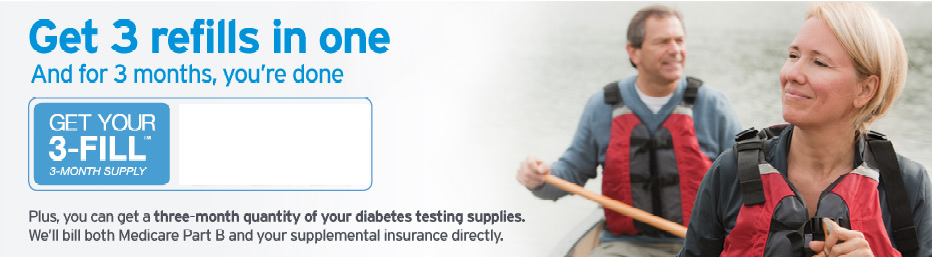 Get 3 refills in one
And for 3 months, you're done
GET YOUR
3-FILL™
3-MONTH SUPPLY
Plus, you can get a three-month quantity of your diabetes testing supplies.
We'll bill both Medicare Part B and your supplemental insurance directly.